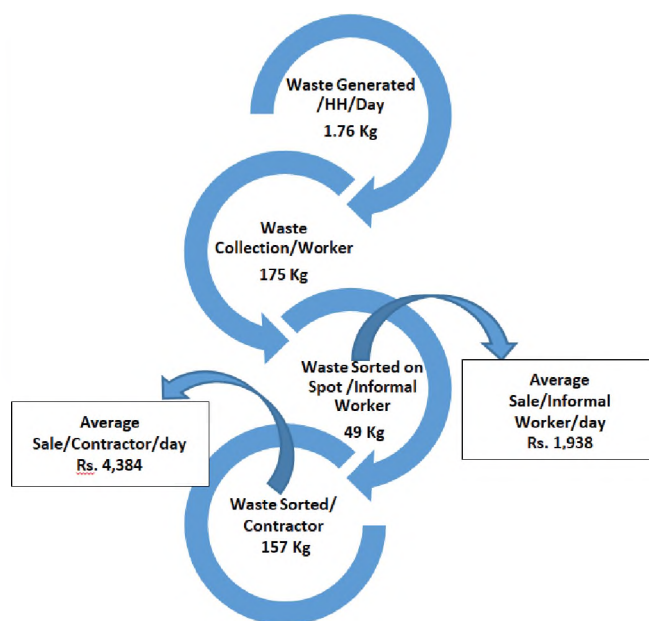 Waste Generated
/HH/Day
1.76 Kg
Waste
Collection/Worker
175 Kg
Waste Sorted on
Spot /Informal
Worker
49 Kg
Average
Sale/Informal
Worker/day
Rs. 1,938
Average
Sale/Contractor/day
Rs. 4,384
Waste Sorted/
Contractor
157 Kg